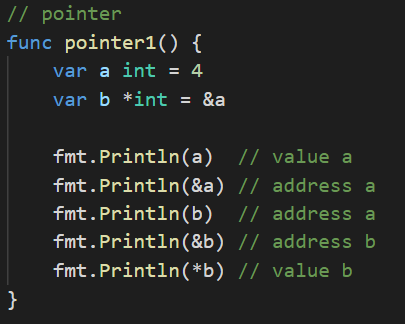 // pointer
func pointer1() {
    var a int = 4
    var b *int = &a

    fmt.Println(a)  // value a
    fmt.Println(&a) // address a
    fmt.Println(b)  // address a
    fmt.Println(&b) // address b
    fmt.Println(*b) // value b
}